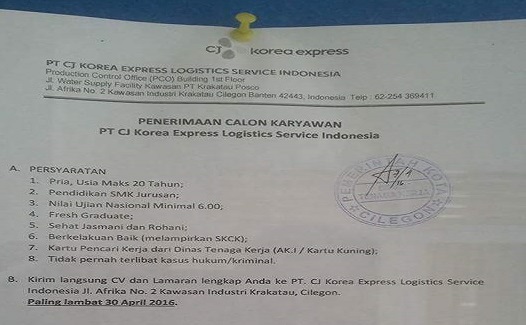 CJ korea express
PT CJ KOREA EXPRESS LOGISTICS SERVICE INDONESIA
Production Control Office (PCO) Building 1st Floor
Jl. Water Supply Facility Kawasan PT Krakatau Posco
Jl. Afrika No. 2 Kawasan Industri Krakatau Cilegon Banten 42443, Indonesia Telp : 62-254 369411
PENERIMAAN CALON KARYAWAN
PT CJ Korea Express Logistics Service Indonesia
A. PERSYARATAN
1. Pria, Usia Maks 20 Tahun;
2. Pendidikan SMK Jurusan;
3. Nilai Ujian Nasional Minimal 6.00;
4. Fresh Graduate;
5. Sehat Jasmani dan Rohani;
6. Berkelakuan Baik (melampirkan SKCK);
7. Kartu Pencari Kerja dari Dinas Tenaga Kerja (AK.I / Kartu Kuning);
8. Tidak pernah terlibat kasus hukum/kriminal.
PEMERINTAH KOTA
CILEGON
B. Kirim langsung CV dan Lamaran lengkap Anda ke PT. CJ Korea Express Logistics Service
Indonesia Jl. Afrika No. 2 Kawasan Industri Krakatau, Cilegon.
Paling lambat 30 April 2016.